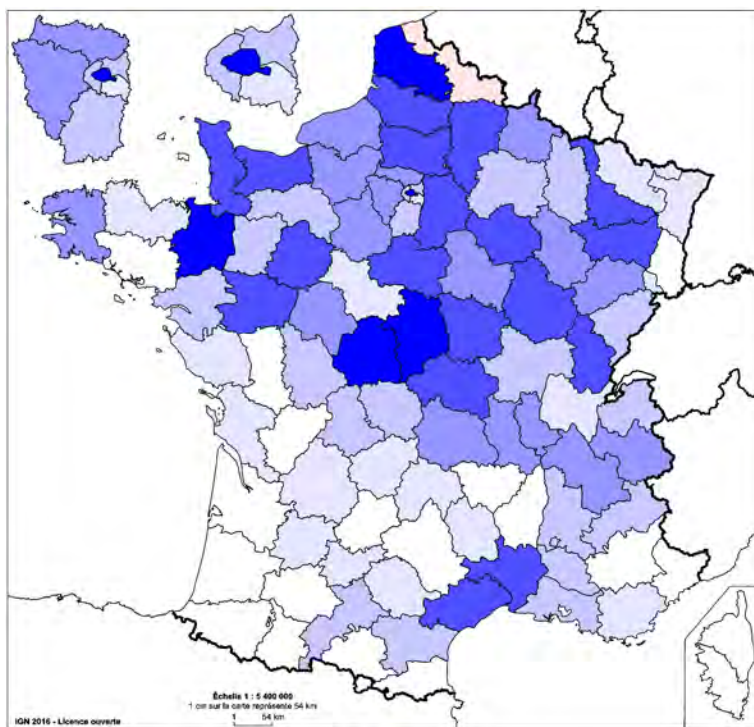 Échelle 1 : 5 400 000
1 cm sur la carte représente 54 km
1 54 km
IGN 2016 - Licence ouverte